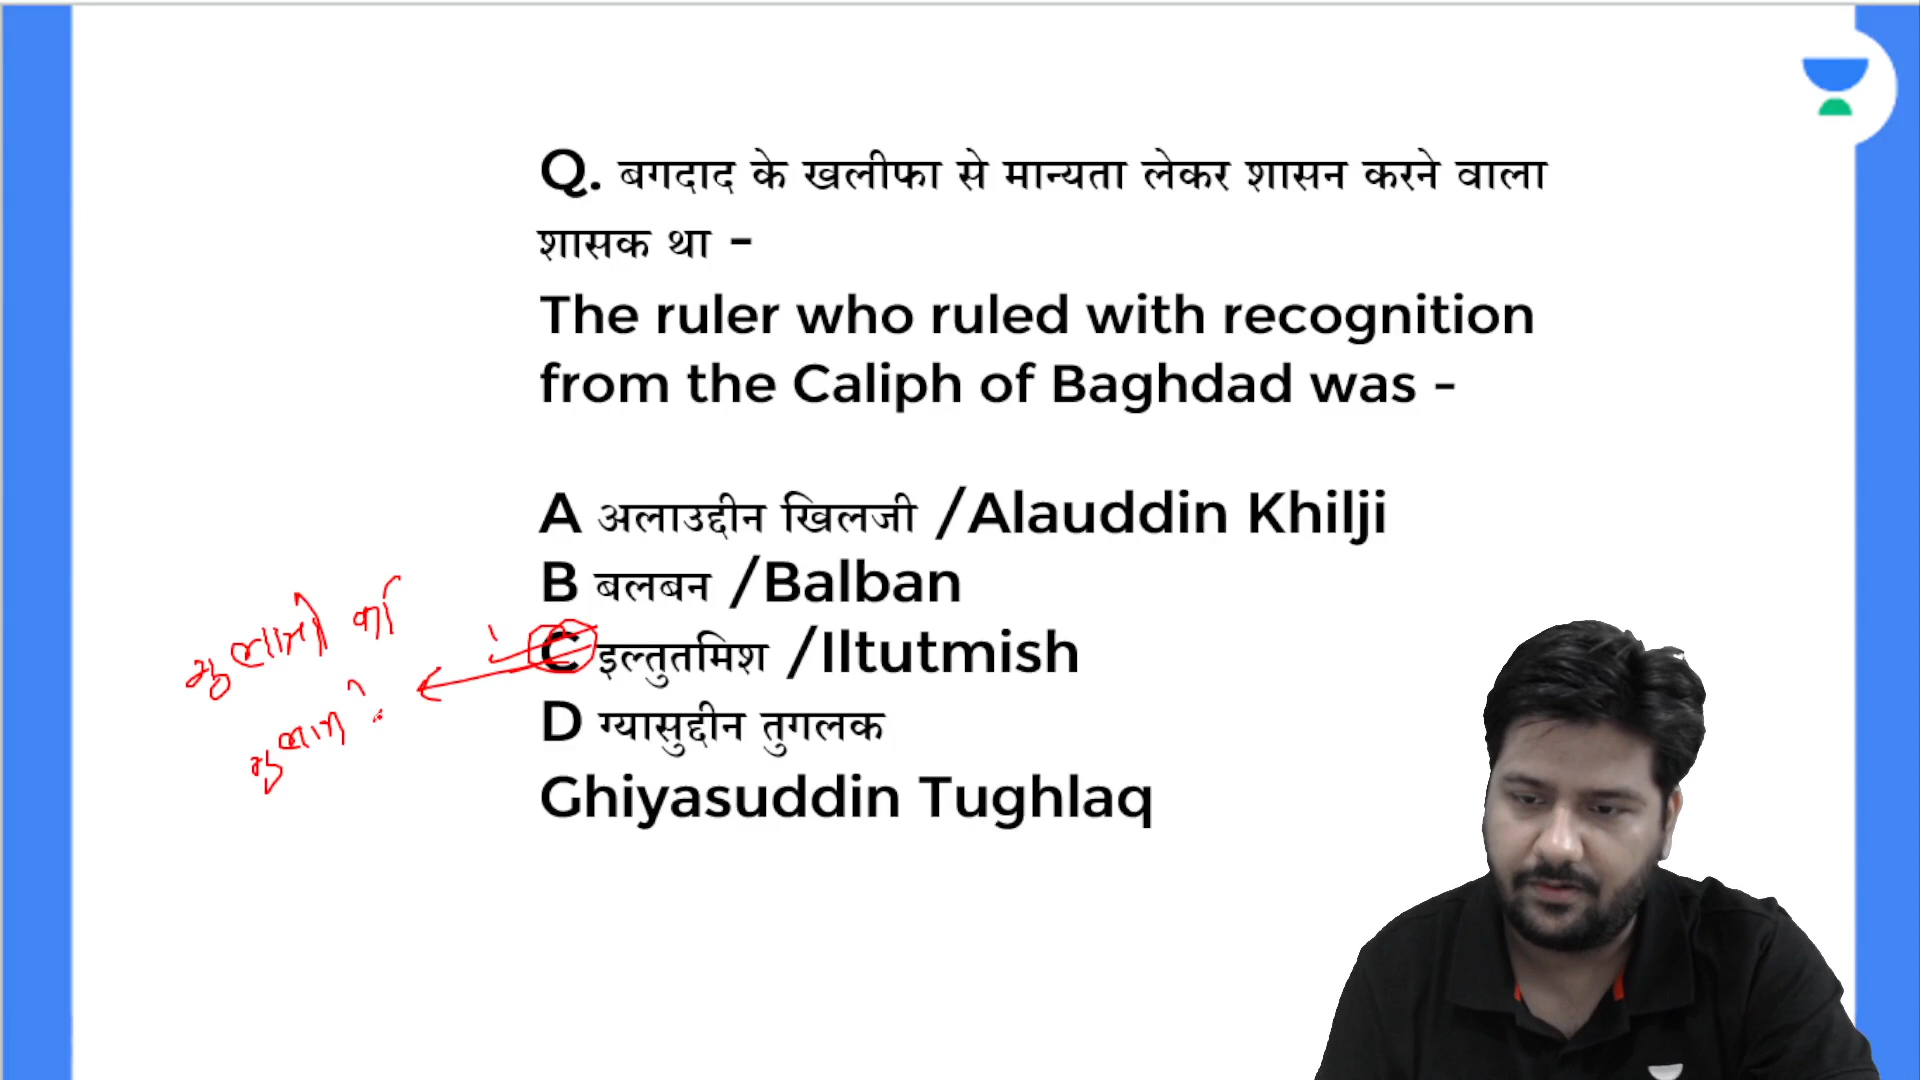 Q. बगदाद के खलीफा से मान्यता लेकर शासन करने वाला
शासक था -
The ruler who ruled with recognition
from the Caliph of Baghdad was -
A अलाउद्दीन खिलजी /Alauddin Khilji
B बलबन /Balban
C इल्तुतमिश /Iltutmish
D ग्यासुद्दीन तुगलक
Ghiyasuddin Tughlaq
गुलामो का
गुलाम